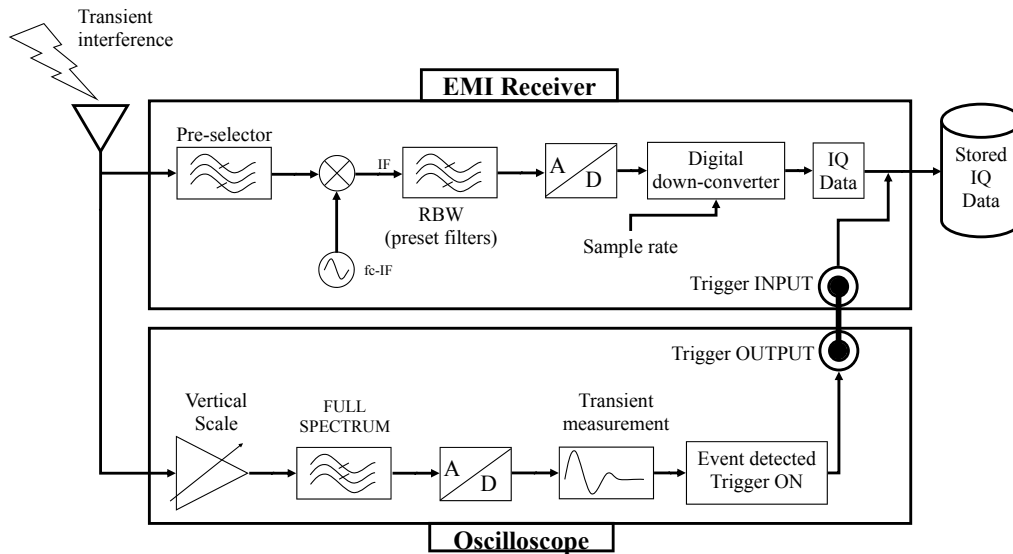 Transient
interference
EMI Receiver
Pre-selector
IF
RBW
(preset filters)
fc-IF
A
D
Digital
down-converter
Sample rate
IQ
Data
Stored
IQ
Data
Trigger INPUT
Trigger OUTPUT
Vertical
Scale
FULL
SPECTRUM
A
D
Transient
measurement
Event detected
Trigger ON
Oscilloscope